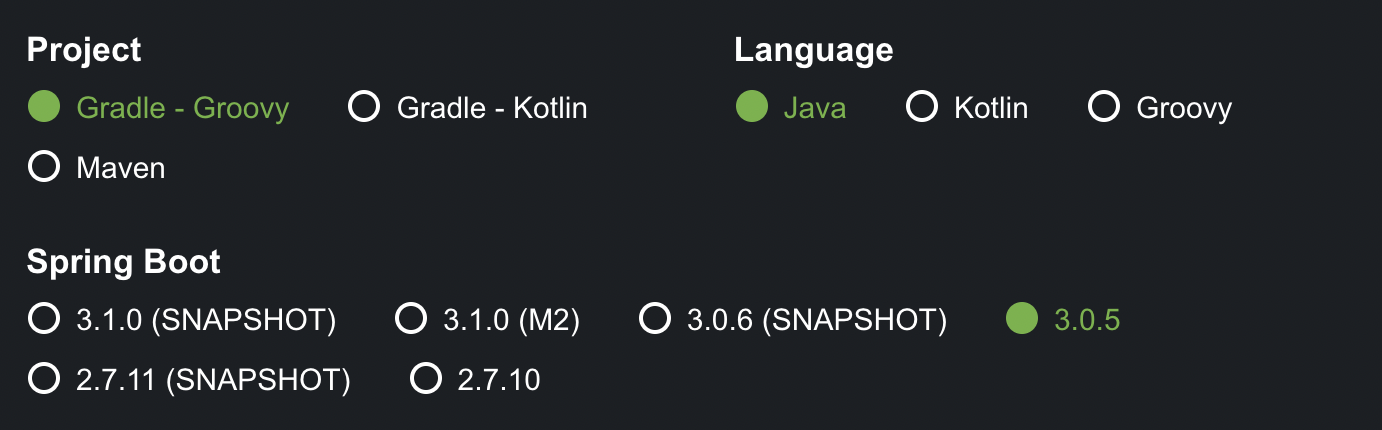 Project
Gradle - Groovy Gradle - Kotlin
Maven
Language
Java Kotlin Groovy
Spring Boot
3.1.0 (SNAPSHOT) 3.1.0 (M2) 3.0.6 (SNAPSHOT) 3.0.5
2.7.11 (SNAPSHOT) 2.7.10